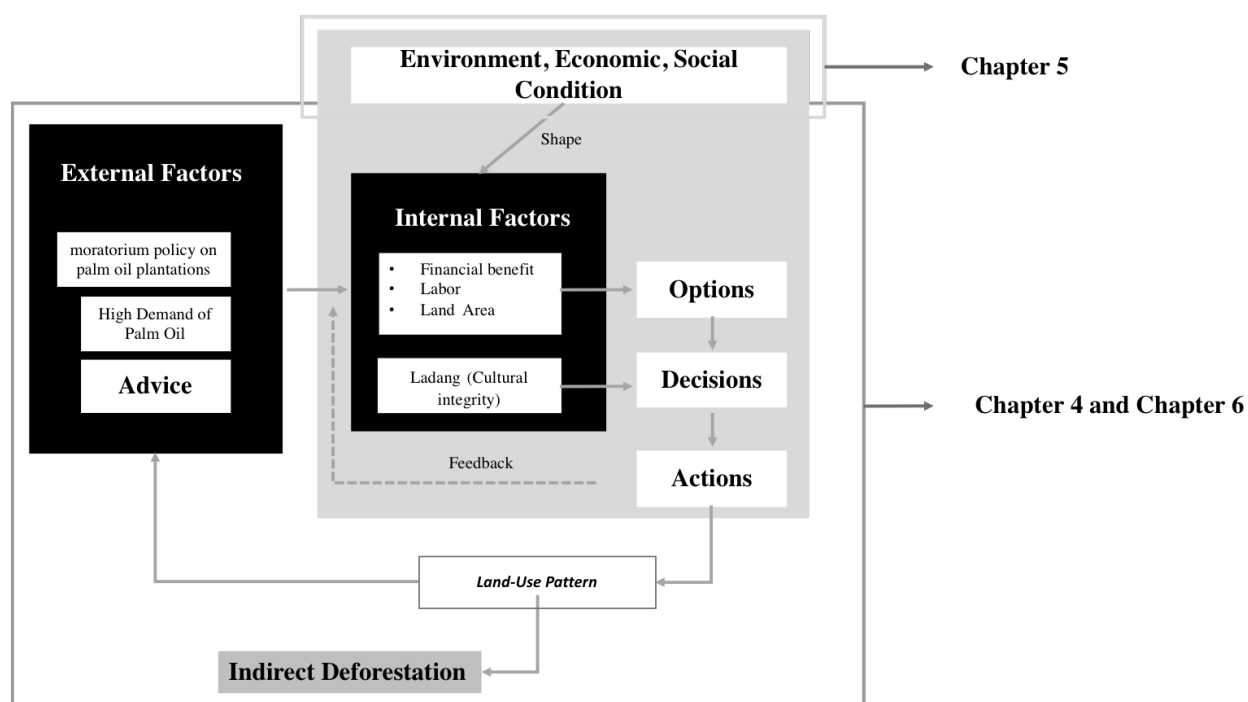 Environment, Economic, Social
Condition
Chapter 5
Shape
External Factors
moratorium policy on
palm oil plantations
High Demand of
Palm Oil
Advice
Internal Factors
• Financial benefit
• Labor
• Land Area
Ladang (Cultural
integrity)
Options
Decisions
Actions
Feedback
Chapter 4 and Chapter 6
Land-Use Pattern
Indirect Deforestation